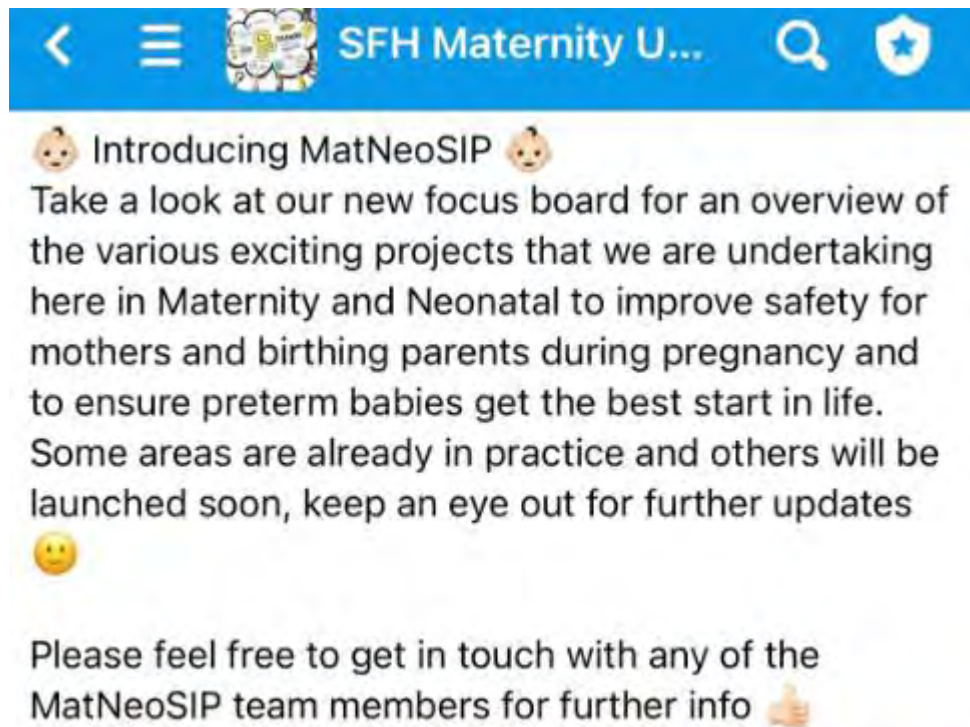 SFH Maternity U...
👶🏻 Introducing MatNeoSIP 👶🏻
Take a look at our new focus board for an overview of
the various exciting projects that we are undertaking
here in Maternity and Neonatal to improve safety for
mothers and birthing parents during pregnancy and
to ensure preterm babies get the best start in life.
Some areas are already in practice and others will be
launched soon, keep an eye out for further updates
🙂
Please feel free to get in touch with any of the
MatNeoSIP team members for further info 👍🏻